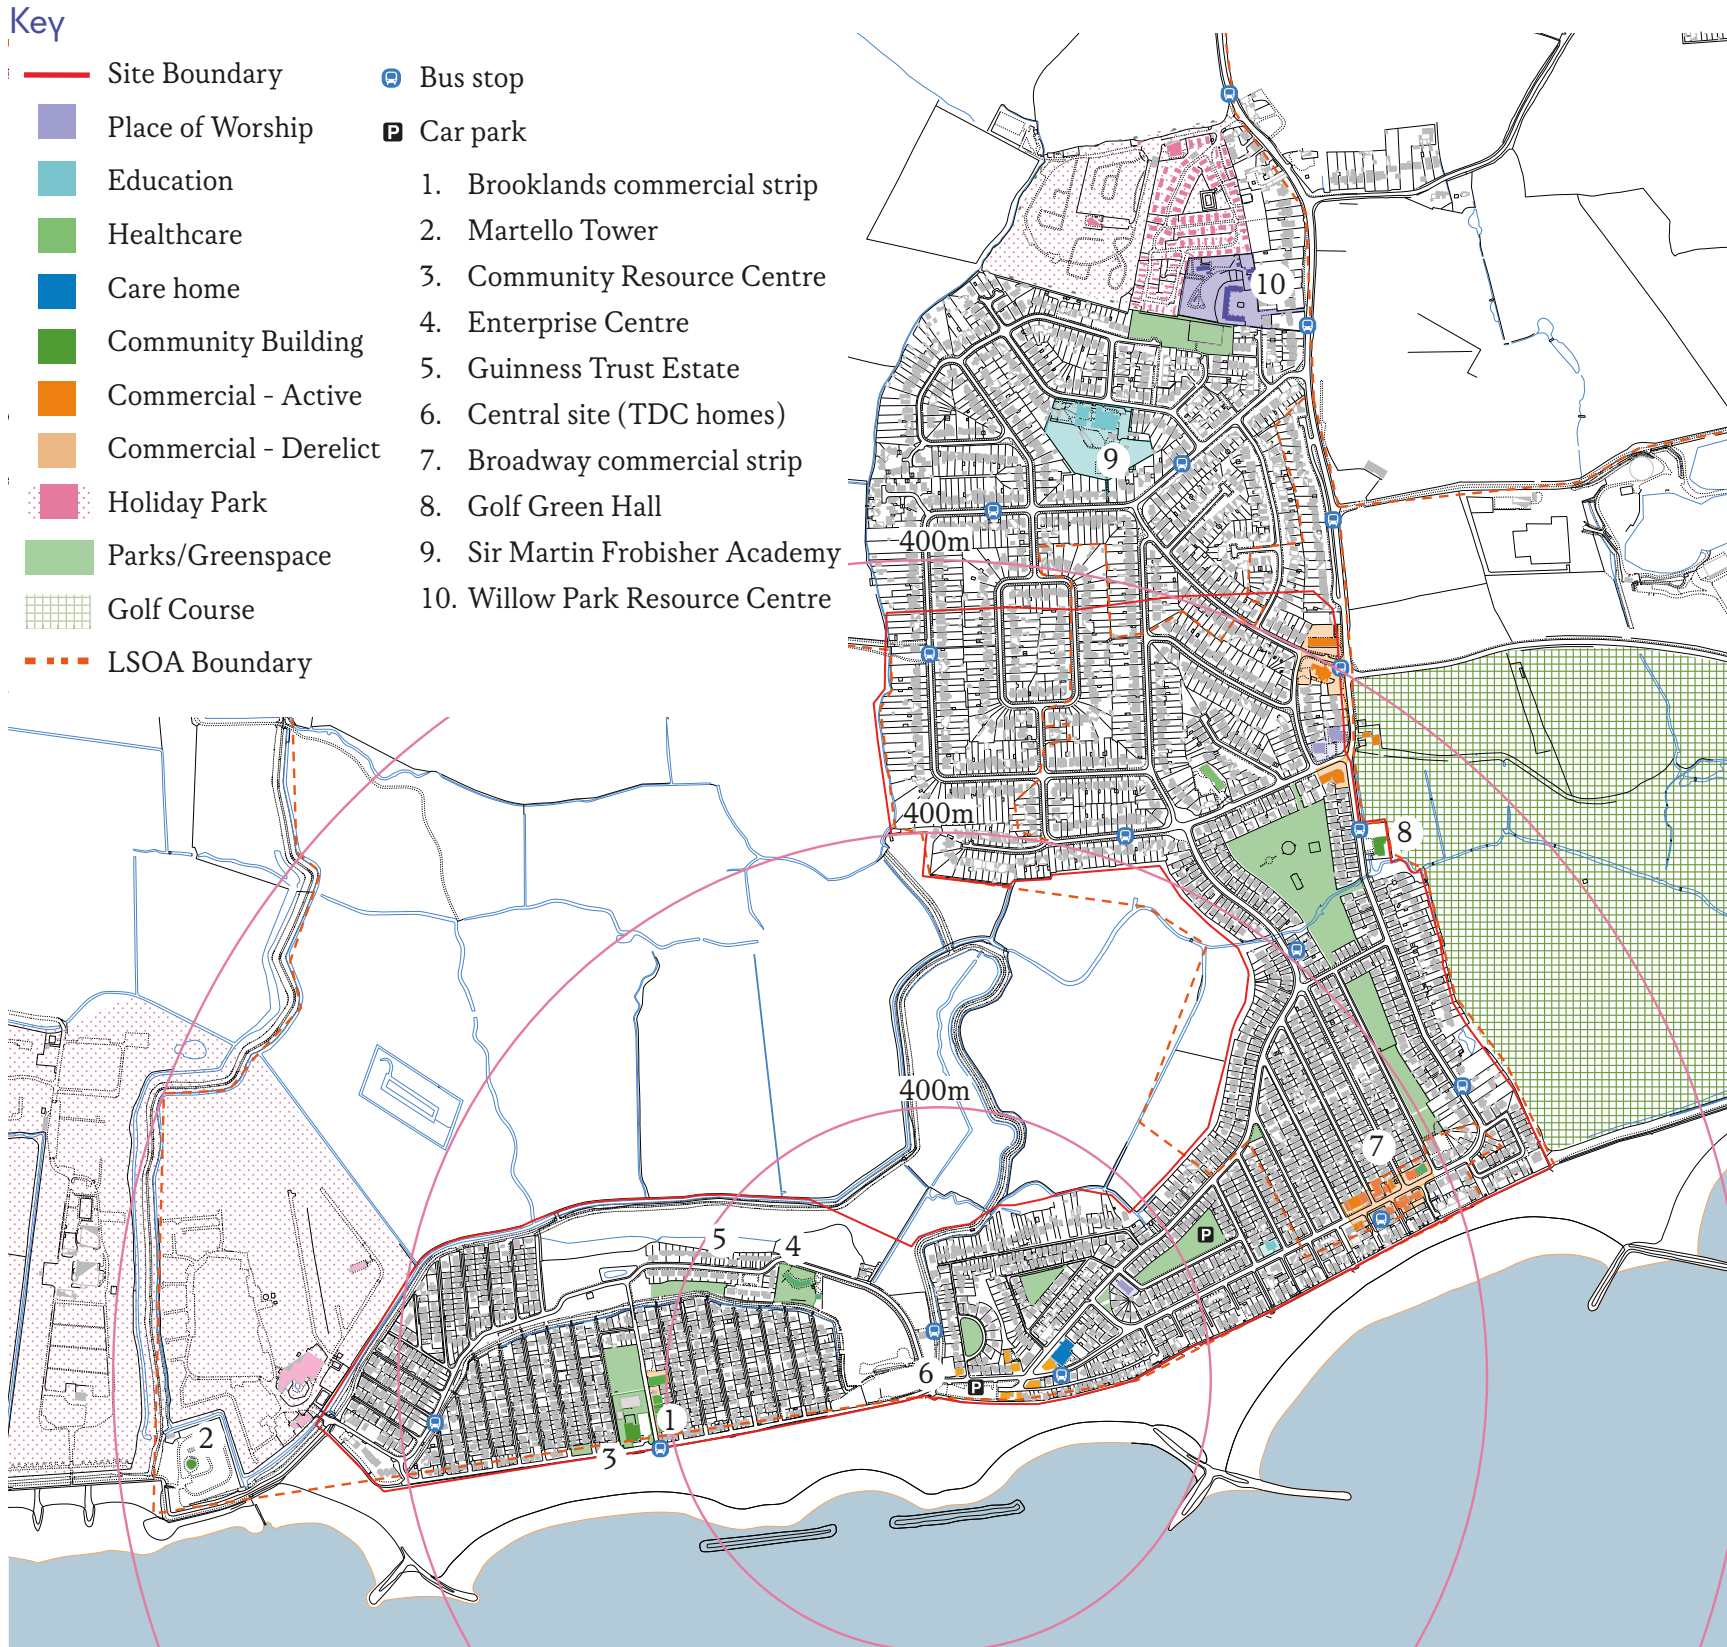 Key
Site Boundary
Place of Worship
Education
Healthcare
Care home
Community Building
Commercial - Active
Commercial - Derelict
Holiday Park
Parks/Greenspace
Golf Course
LSOA Boundary
Bus stop
P Car park
1. Brooklands commercial strip
2. Martello Tower
3. Community Resource Centre
4. Enterprise Centre
5. Guinness Trust Estate
6. Central site (TDC homes)
7. Broadway commercial strip
8. Golf Green Hall
9. Sir Martin Frobisher Academy
10. Willow Park Resource Centre
10
9
400m
400m
8
400m
7
P
5
4
6
P
1
2
3